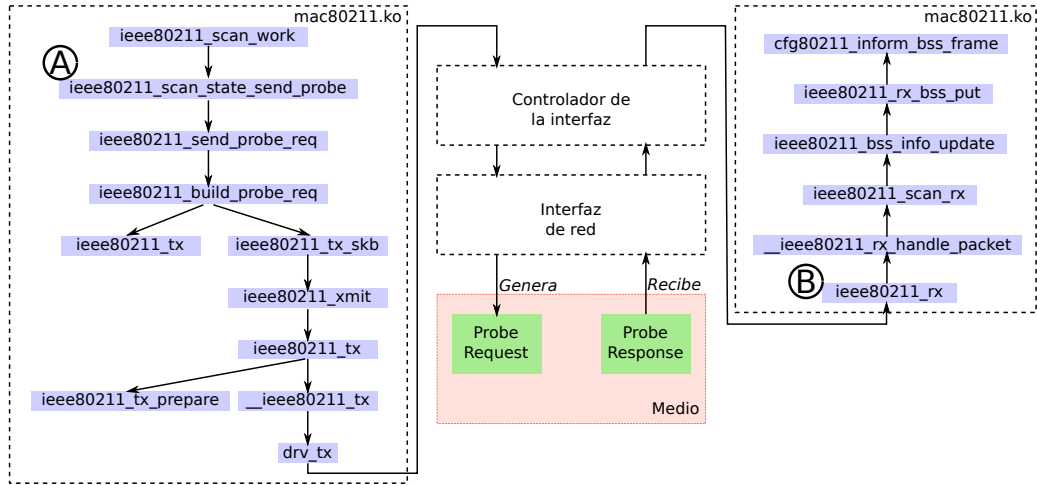 mac80211.ko
ieee80211_scan_work
A
ieee80211_scan_state_send_probe
ieee80211_send_probe_req
ieee80211_build_probe_req
ieee80211_tx
ieee80211_tx_skb
ieee80211_xmit
ieee80211_tx
ieee80211_tx_prepare
__ieee80211_tx
drv_tx
Controlador de
la interfaz
Interfaz
de red
Genera
Recibe
Probe
Request
Probe
Response
Medio
mac80211.ko
cfg80211_inform_bss_frame
ieee80211_rx_bss_put
ieee80211_bss_info_update
ieee80211_scan_rx
__ieee80211_rx_handle_packet
B
ieee80211_rx